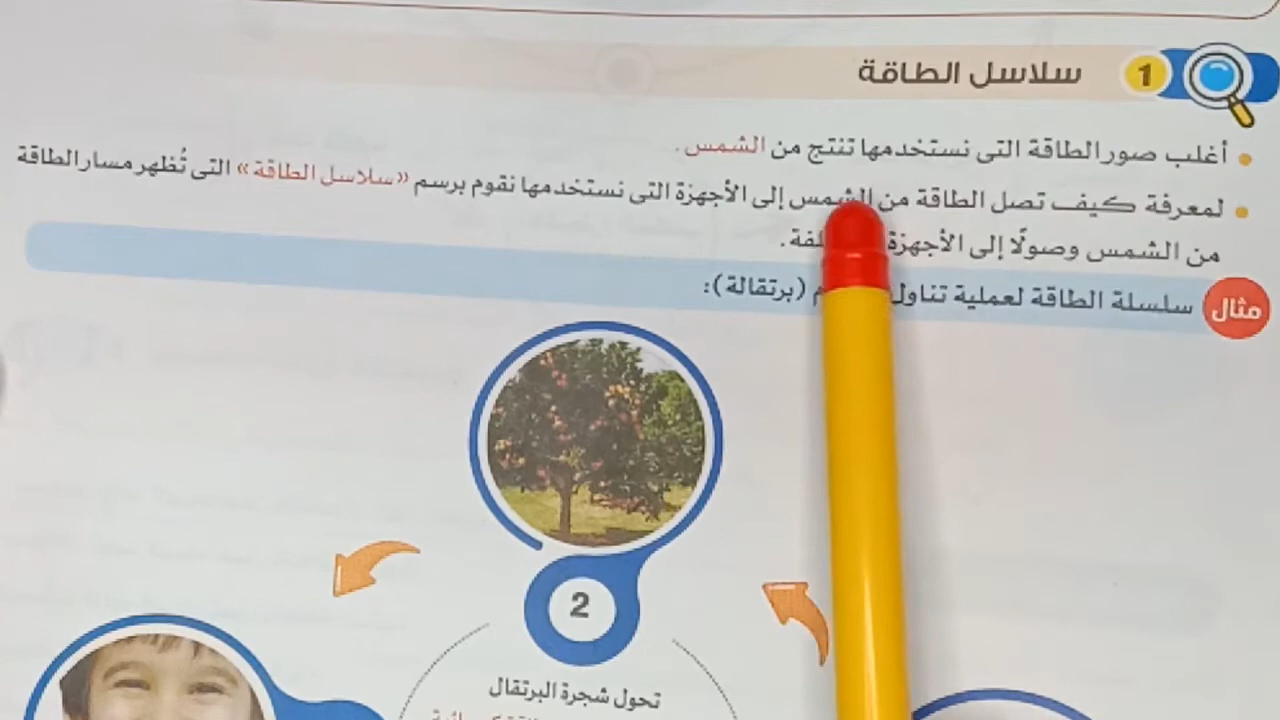 1 سلاسل الطاقة
أغلب صور الطاقة التى نستخدمها تنتج من الشمس.
لمعرفة كيف تصل الطاقة من الشمس إلى الأجهزة التى نستخدمها نقوم برسم «سلاسل الطاقة» التى تُظهر مسار الطاقة
من الشمس وصولًا إلى الأجهزة
مثال سلسلة الطاقة لعملية تناول (برتقالة):
2
تحول شجرة البرتقال